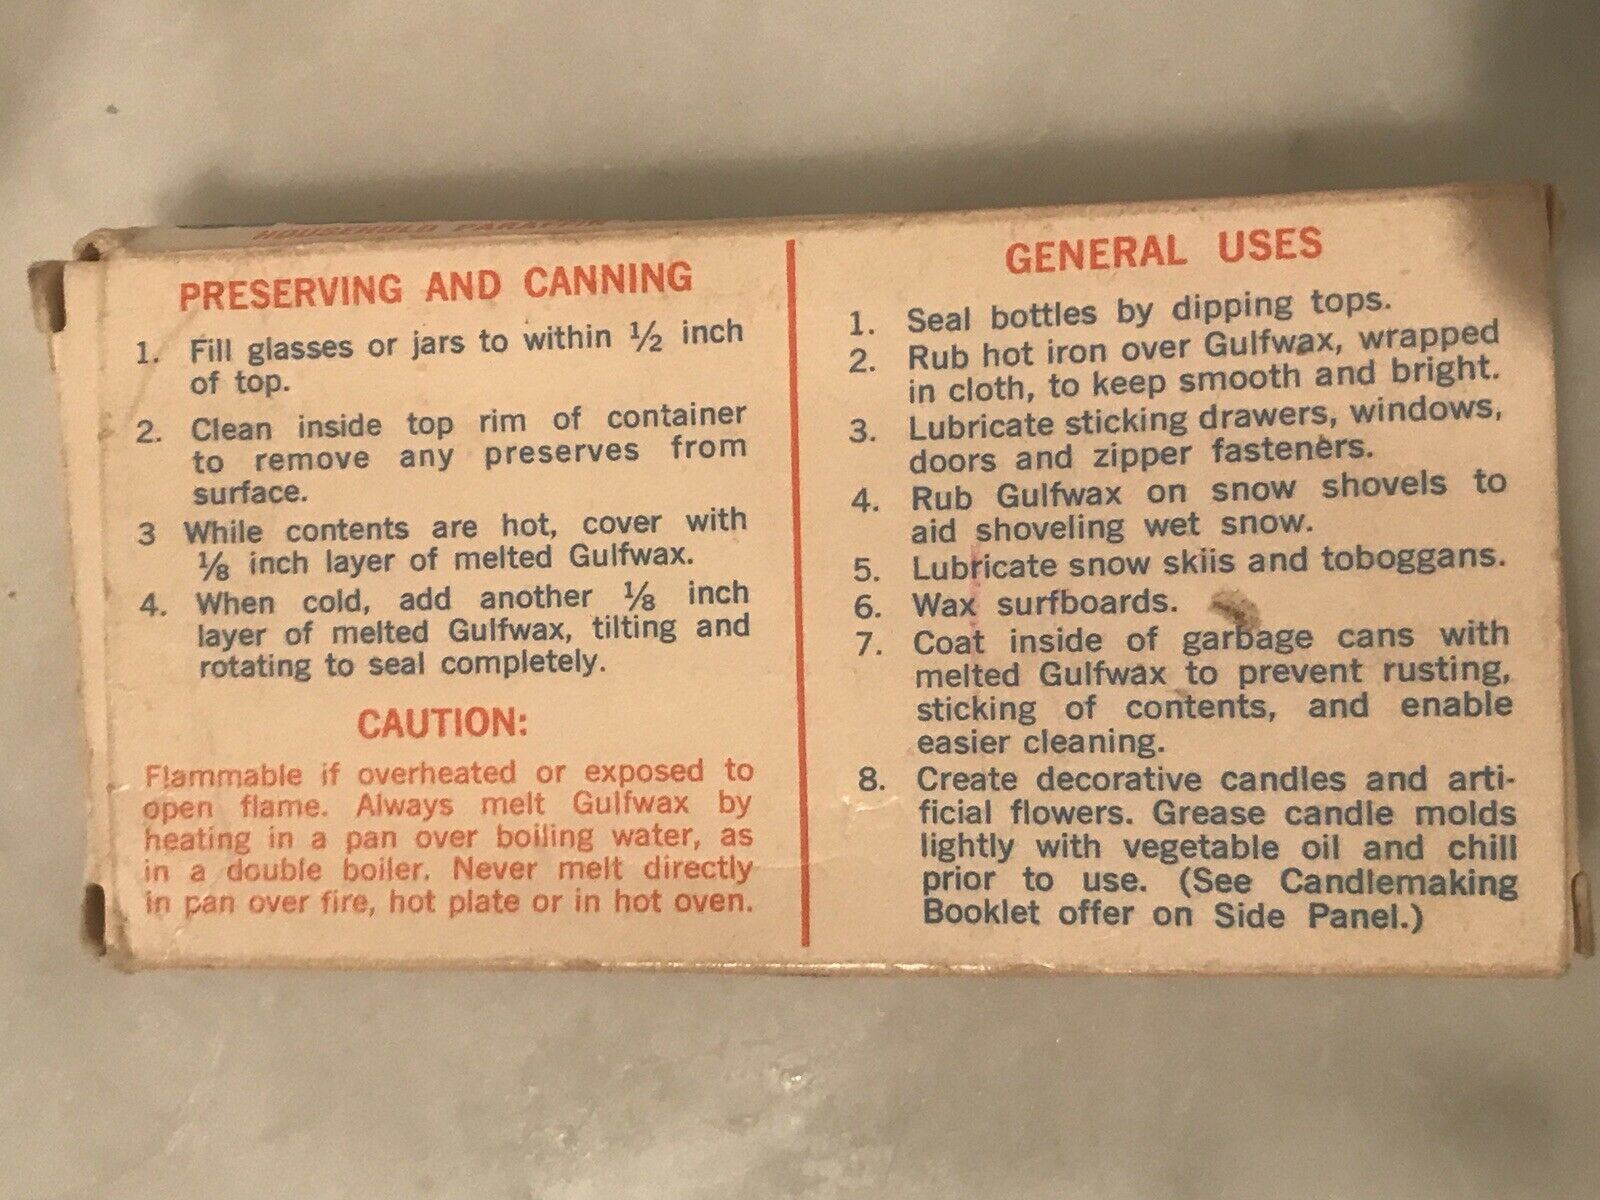 HOUSEHOLD PARAFFIN
PRESERVING AND CANNING
1. Fill glasses or jars to within ½ inch
of top.
2. Clean inside top rim of container
to remove any preserves from
surface.
3 While contents are hot, cover with
⅛ inch layer of melted Gulfwax.
4. When cold, add another ⅛ inch
layer of melted Gulfwax, tilting and
rotating to seal completely.
CAUTION:
Flammable if overheated or exposed to
open flame. Always melt Gulfwax by
heating in a pan over boiling water, as
in a double boiler. Never melt directly
in pan over fire, hot plate or in hot oven.
GENERAL USES
1. Seal bottles by dipping tops.
2. Rub hot iron over Gulfwax, wrapped
in cloth, to keep smooth and bright.
3. Lubricate sticking drawers, windows,
doors and zipper fasteners.
4. Rub Gulfwax on snow shovels to
aid shoveling wet snow.
5. Lubricate snow skiis and toboggans.
6. Wax surfboards.
7. Coat inside of garbage cans with
melted Gulfwax to prevent rusting,
sticking of contents, and enable
easier cleaning.
8. Create decorative candles and arti-
ficial flowers. Grease candle molds
lightly with vegetable oil and chill
prior to use. (See Candlemaking
Booklet offer on Side Panel.)